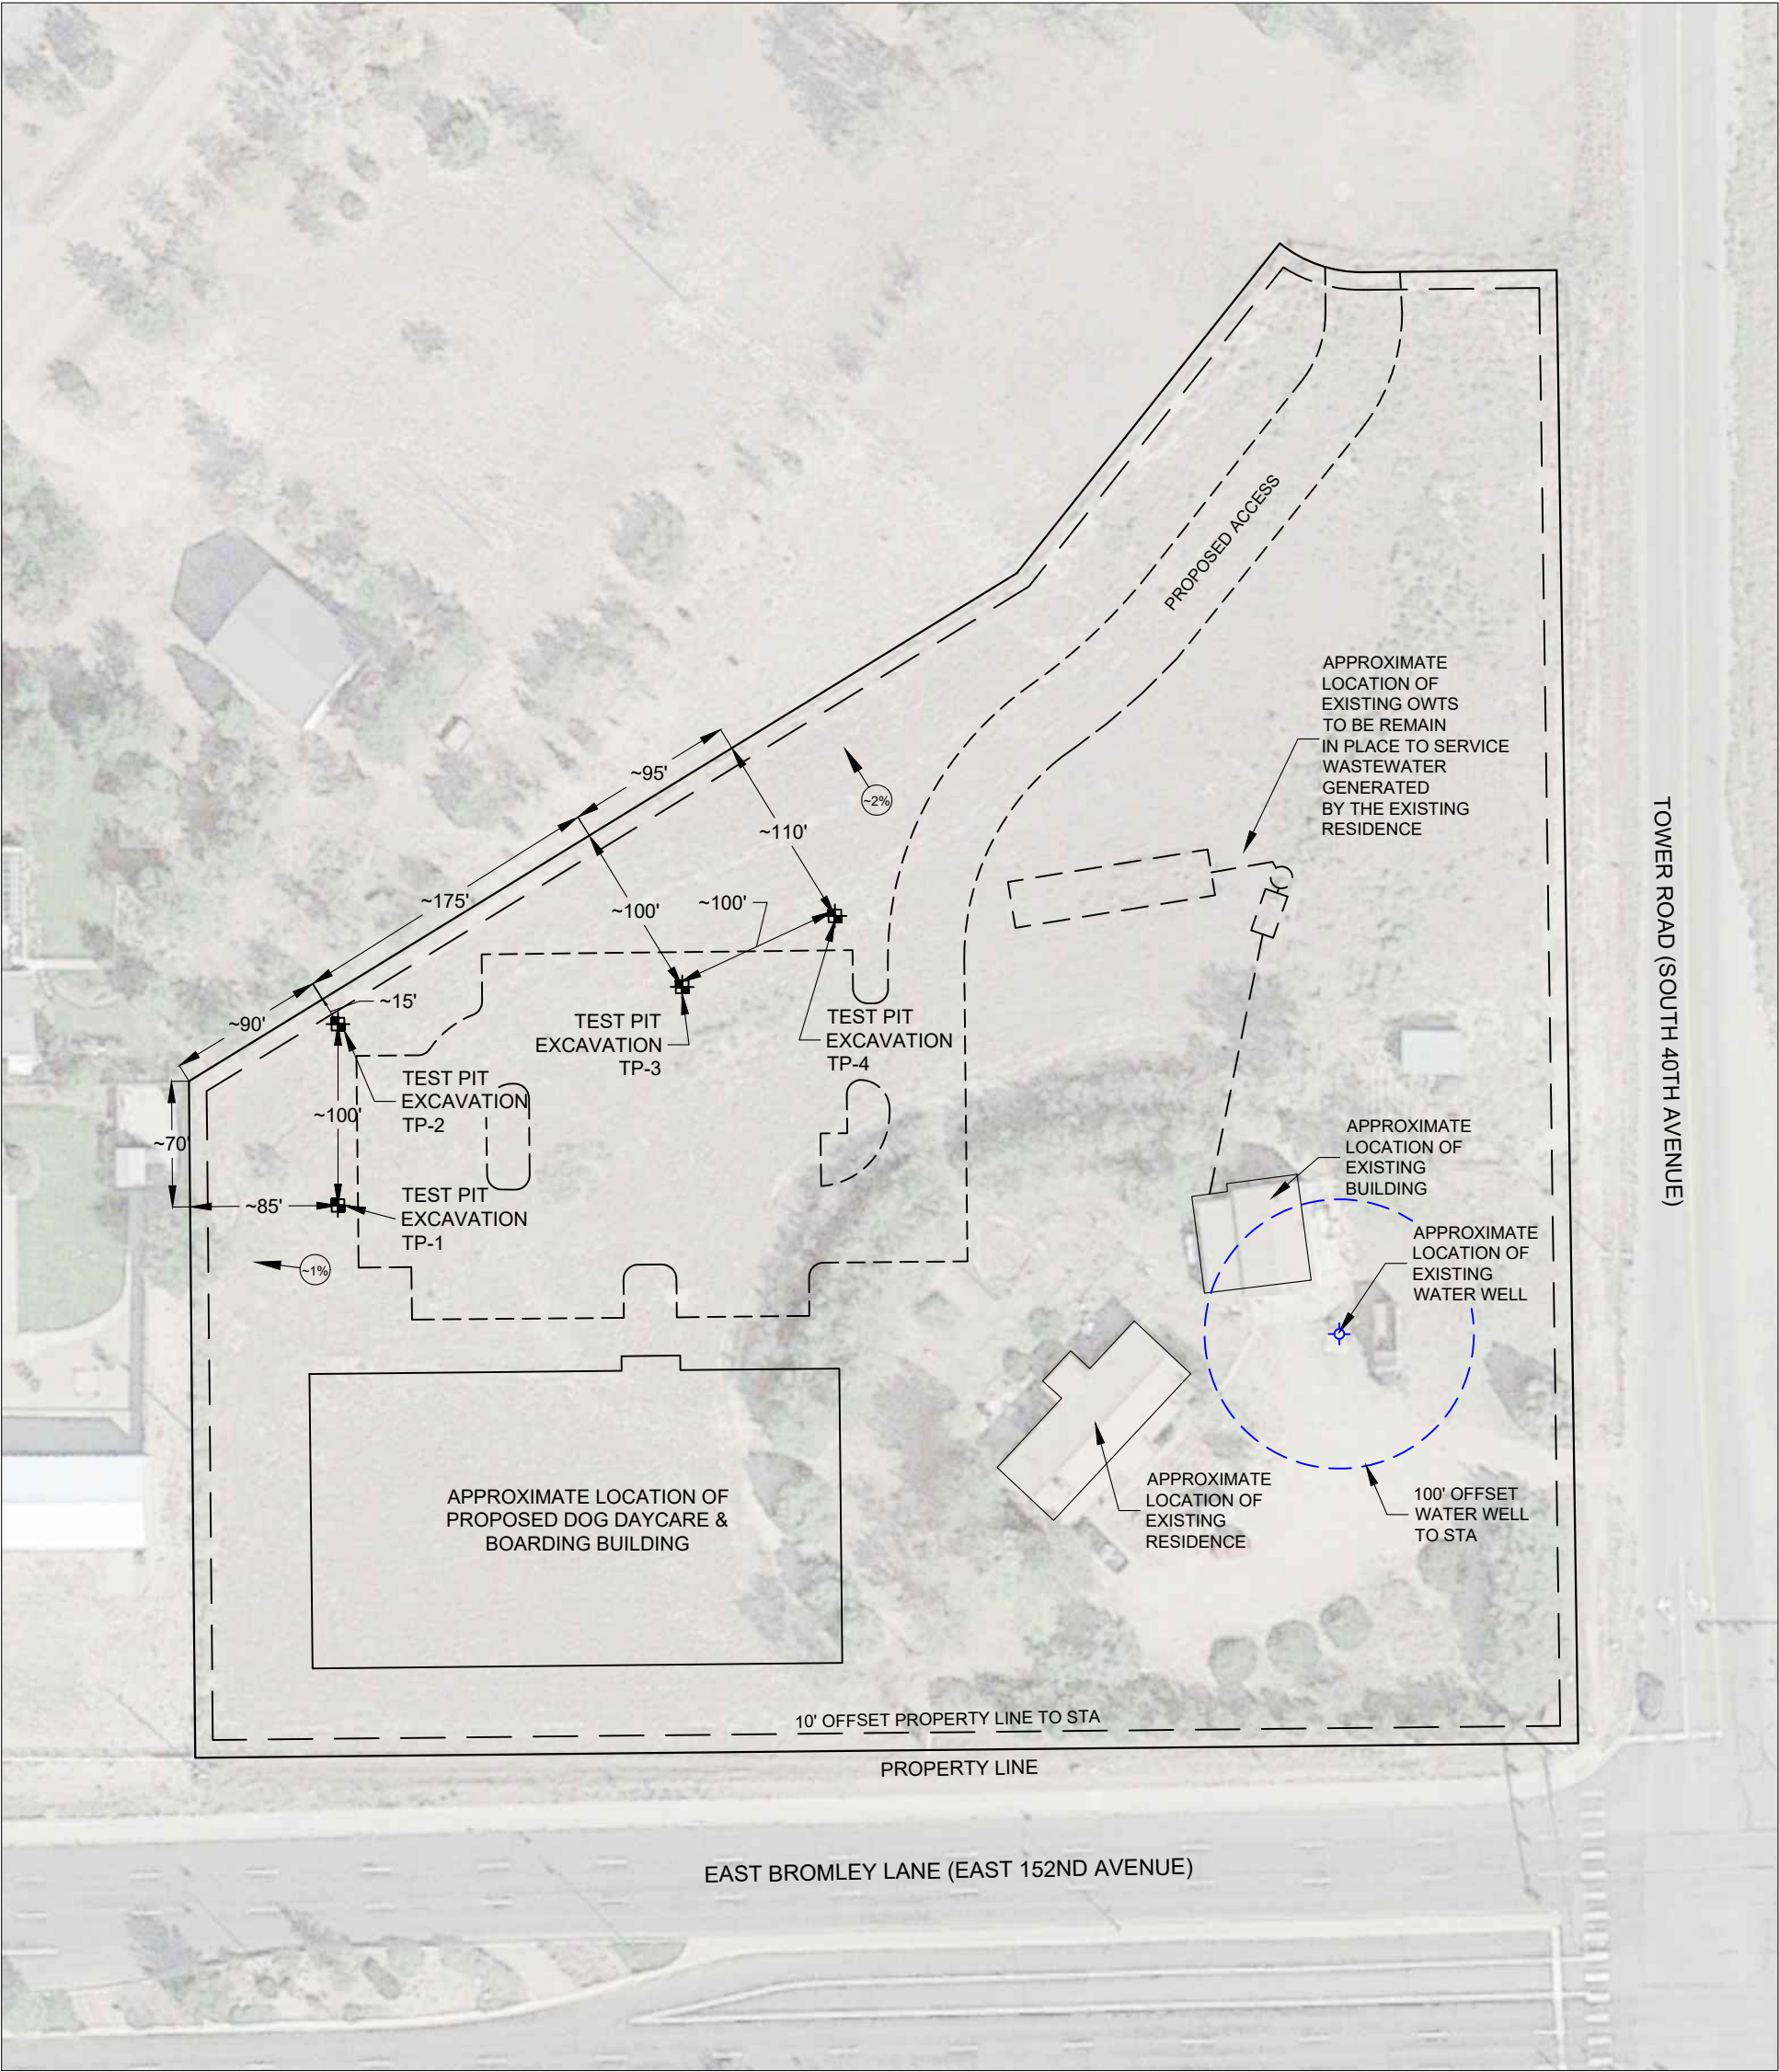 PROPOSED ACCESS
APPROXIMATE
LOCATION OF
EXISTING OWTS
TO BE REMAIN
IN PLACE TO SERVICE
WASTEWATER
GENERATED
BY THE EXISTING
RESIDENCE
TOWER ROAD (SOUTH 40TH AVENUE)
~95'
~2%
~110'
~175'
~100'
~100'
~15'
~90'
TEST PIT
EXCAVATION
TP-3
TEST PIT
EXCAVATION
TP-4
TEST PIT
EXCAVATION
TP-2
~100'
~70'
TEST PIT
EXCAVATION
TP-1
~85'
~1%
APPROXIMATE
LOCATION OF
EXISTING
BUILDING
APPROXIMATE
LOCATION OF
EXISTING
WATER WELL
APPROXIMATE
LOCATION OF
EXISTING
RESIDENCE
100' OFFSET
WATER WELL
TO STA
APPROXIMATE LOCATION OF
PROPOSED DOG DAYCARE &
BOARDING BUILDING
10' OFFSET PROPERTY LINE TO STA
PROPERTY LINE
EAST BROMLEY LANE (EAST 152ND AVENUE)